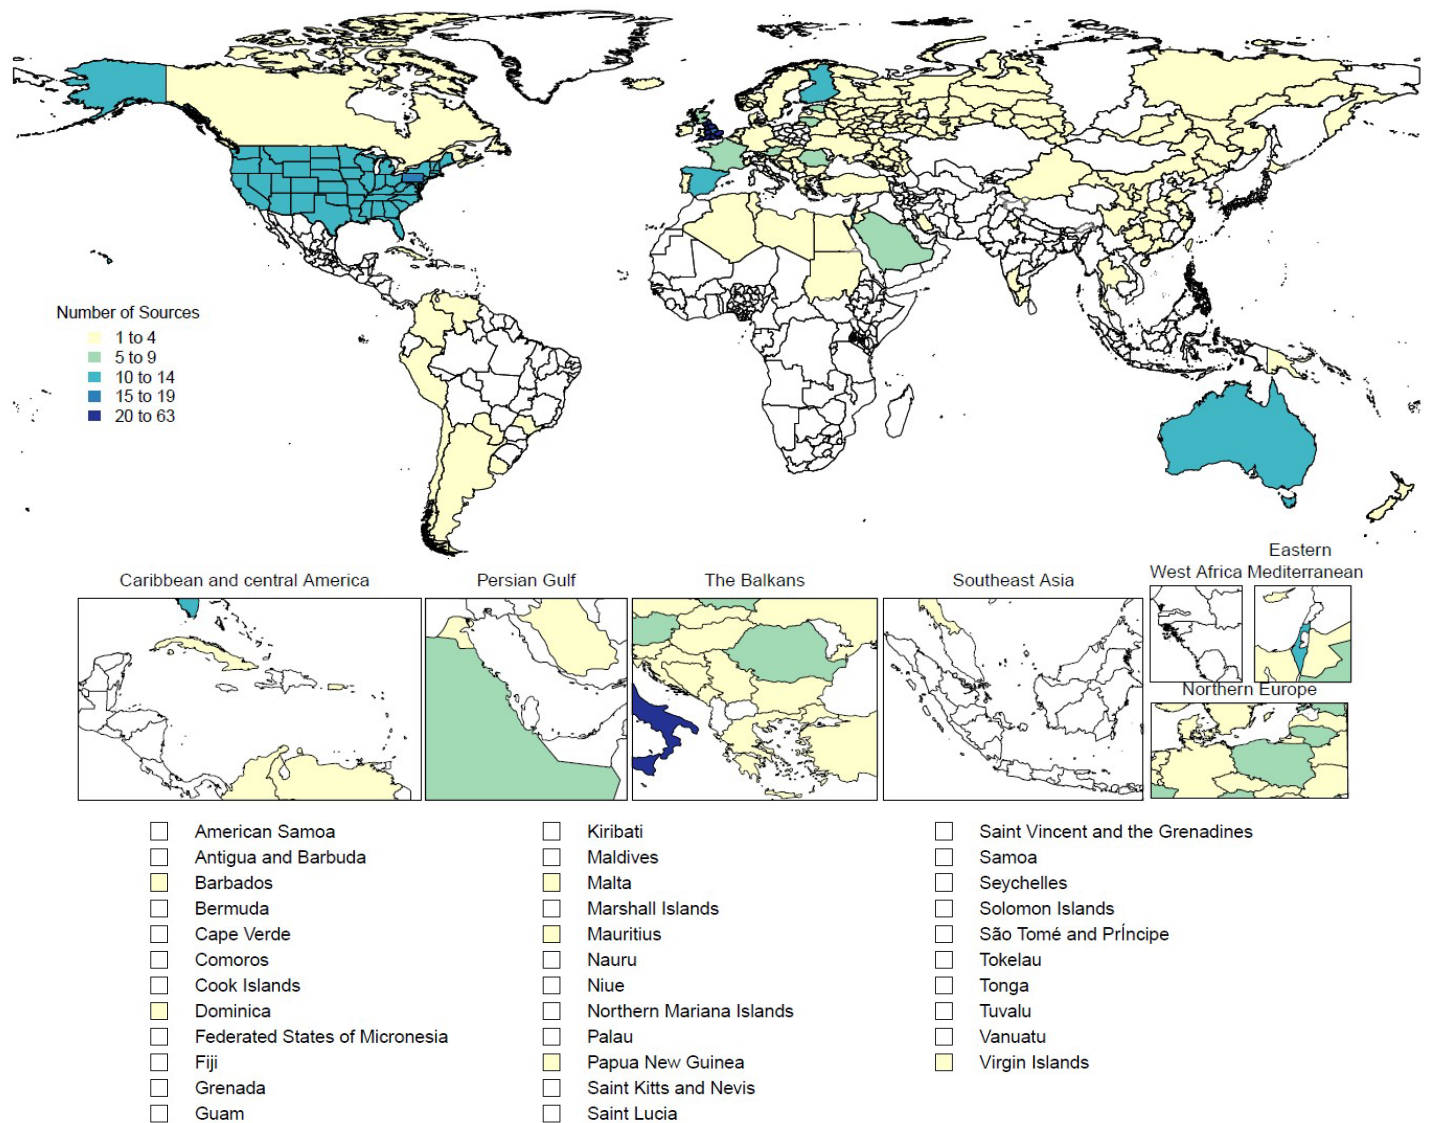 Number of Sources
1 to 4
5 to 9
10 to 14
15 to 19
20 to 63
Caribbean and central America
Persian Gulf
The Balkans
Southeast Asia
West Africa
Eastern
Mediterranean
Northern Europe
American Samoa
Antigua and Barbuda
Barbados
Bermuda
Cape Verde
Comoros
Cook Islands
Dominica
Federated States of Micronesia
Fiji
Grenada
Guam
Kiribati
Maldives
Malta
Marshall Islands
Mauritius
Nauru
Niue
Northern Mariana Islands
Palau
Papua New Guinea
Saint Kitts and Nevis
Saint Lucia
Saint Vincent and the Grenadines
Samoa
Seychelles
Solomon Islands
São Tomé and PrÍncipe
Tokelau
Tonga
Tuvalu
Vanuatu
Virgin Islands